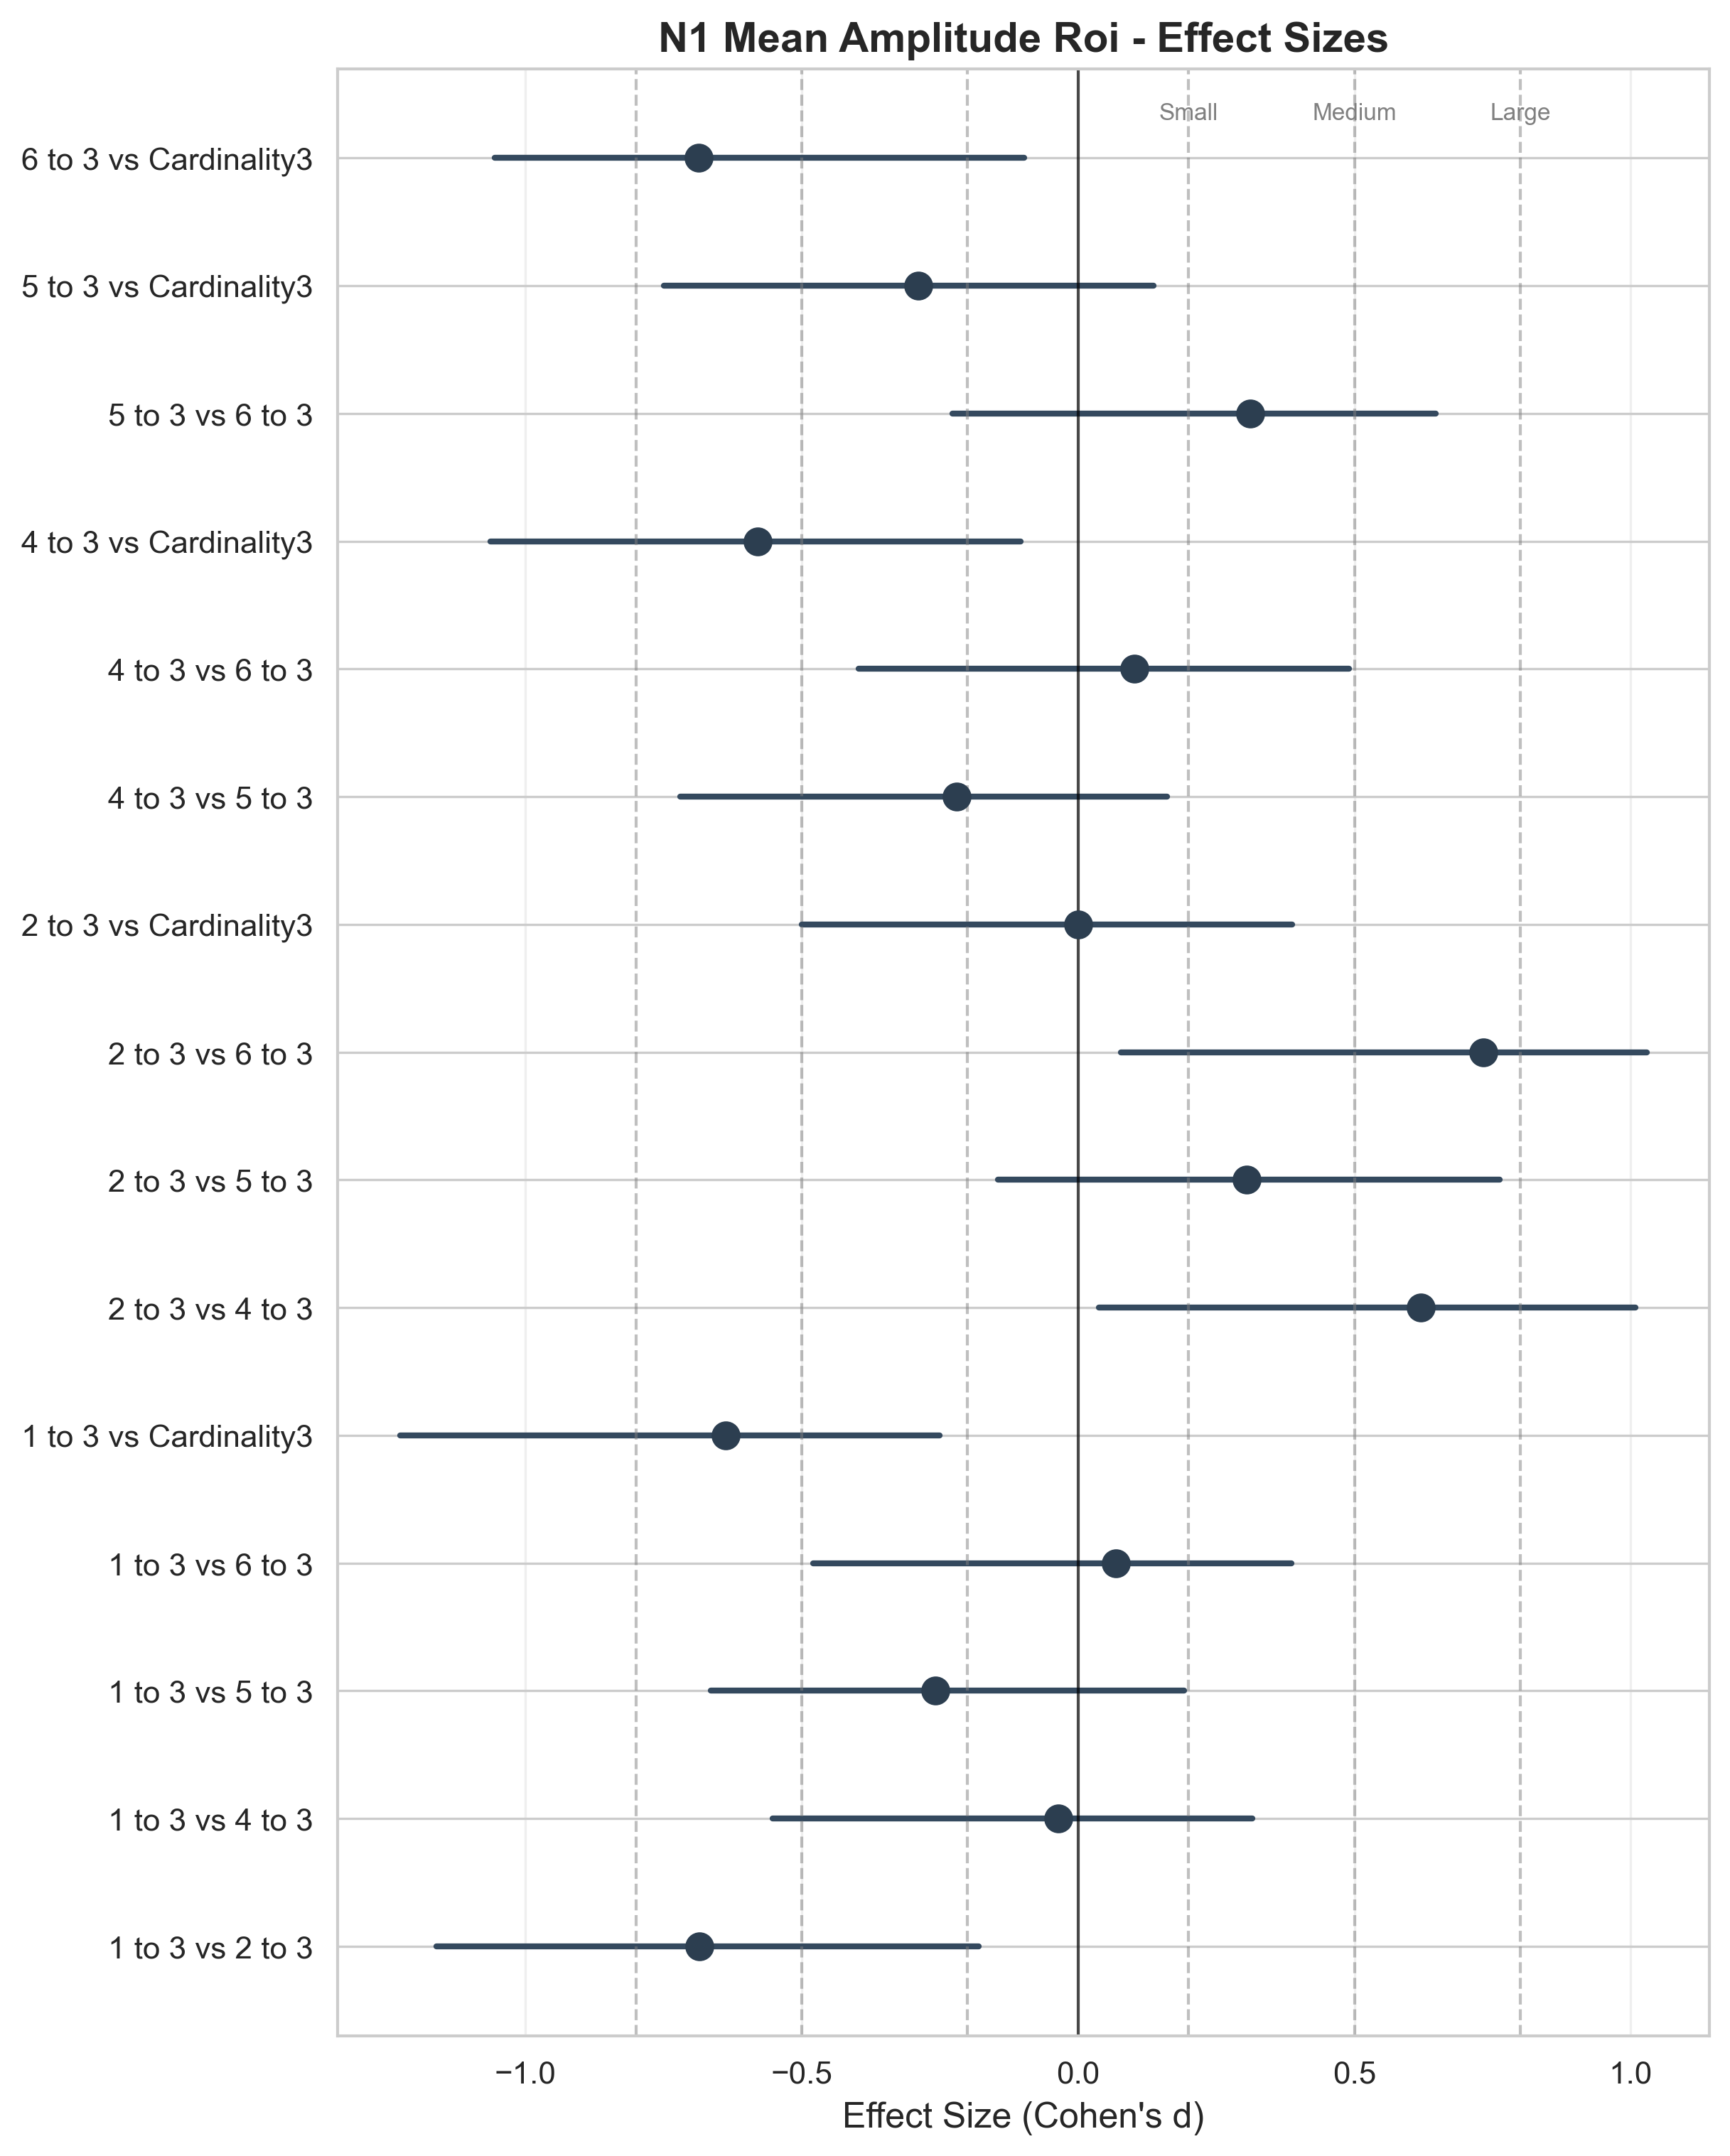 N1 Mean Amplitude Roi - Effect Sizes
Small Medium Large
6 to 3 vs Cardinality3
5 to 3 vs Cardinality3
5 to 3 vs 6 to 3
4 to 3 vs Cardinality3
4 to 3 vs 6 to 3
4 to 3 vs 5 to 3
2 to 3 vs Cardinality3
2 to 3 vs 6 to 3
2 to 3 vs 5 to 3
2 to 3 vs 4 to 3
1 to 3 vs Cardinality3
1 to 3 vs 6 to 3
1 to 3 vs 5 to 3
1 to 3 vs 4 to 3
1 to 3 vs 2 to 3
−1.0 −0.5 0.0 0.5 1.0
Effect Size (Cohen's d)